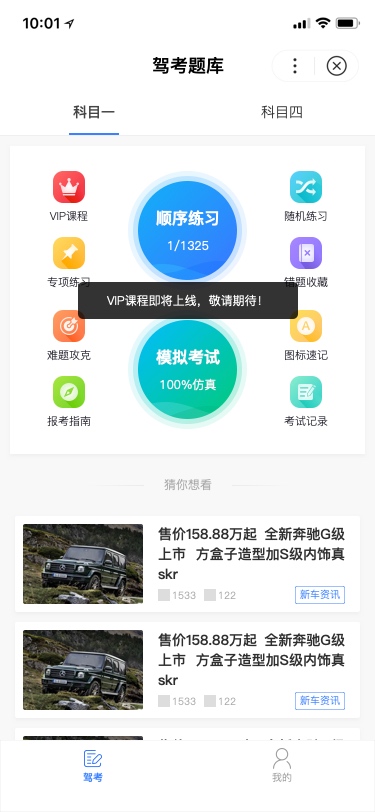 10:01
驾考题库
科目一
科目四
VIP课程
顺序练习
1/1325
随机练习
专项练习
错题收藏
VIP课程即将上线，敬请期待！
难题攻克
模拟考试
100%仿真
A
图标速记
报考指南
考试记录
猜你想看
售价158.88万起 全新奔驰G级
上市 方盒子造型加S级内饰真
skr
1533 122 新车资讯
售价158.88万起 全新奔驰G级
上市 方盒子造型加S级内饰真
skr
1533 122 新车资讯
驾考
我的